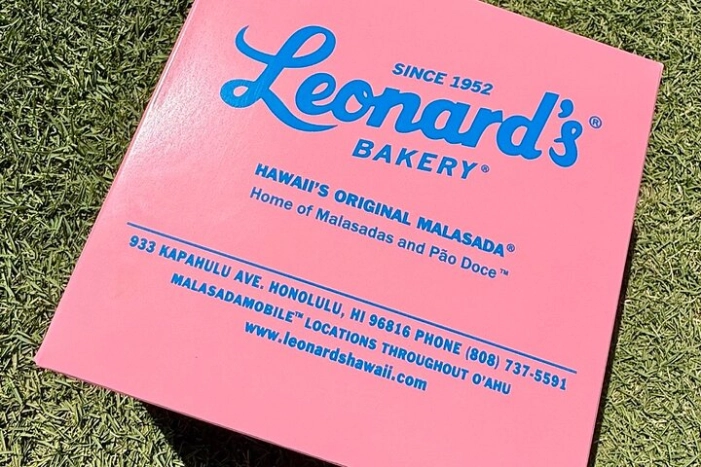 SINCE 1952
Leonard's®
BAKERY®
HAWAII'S ORIGINAL MALASADA®
Home of Malasadas and Pão Doce™
933 KAPAHULU AVE. HONOLULU, HI 96816 PHONE (808) 737-5591
MALASADAMOBILE™ LOCATIONS THROUGHOUT O'AHU
www.leonardshawaii.com